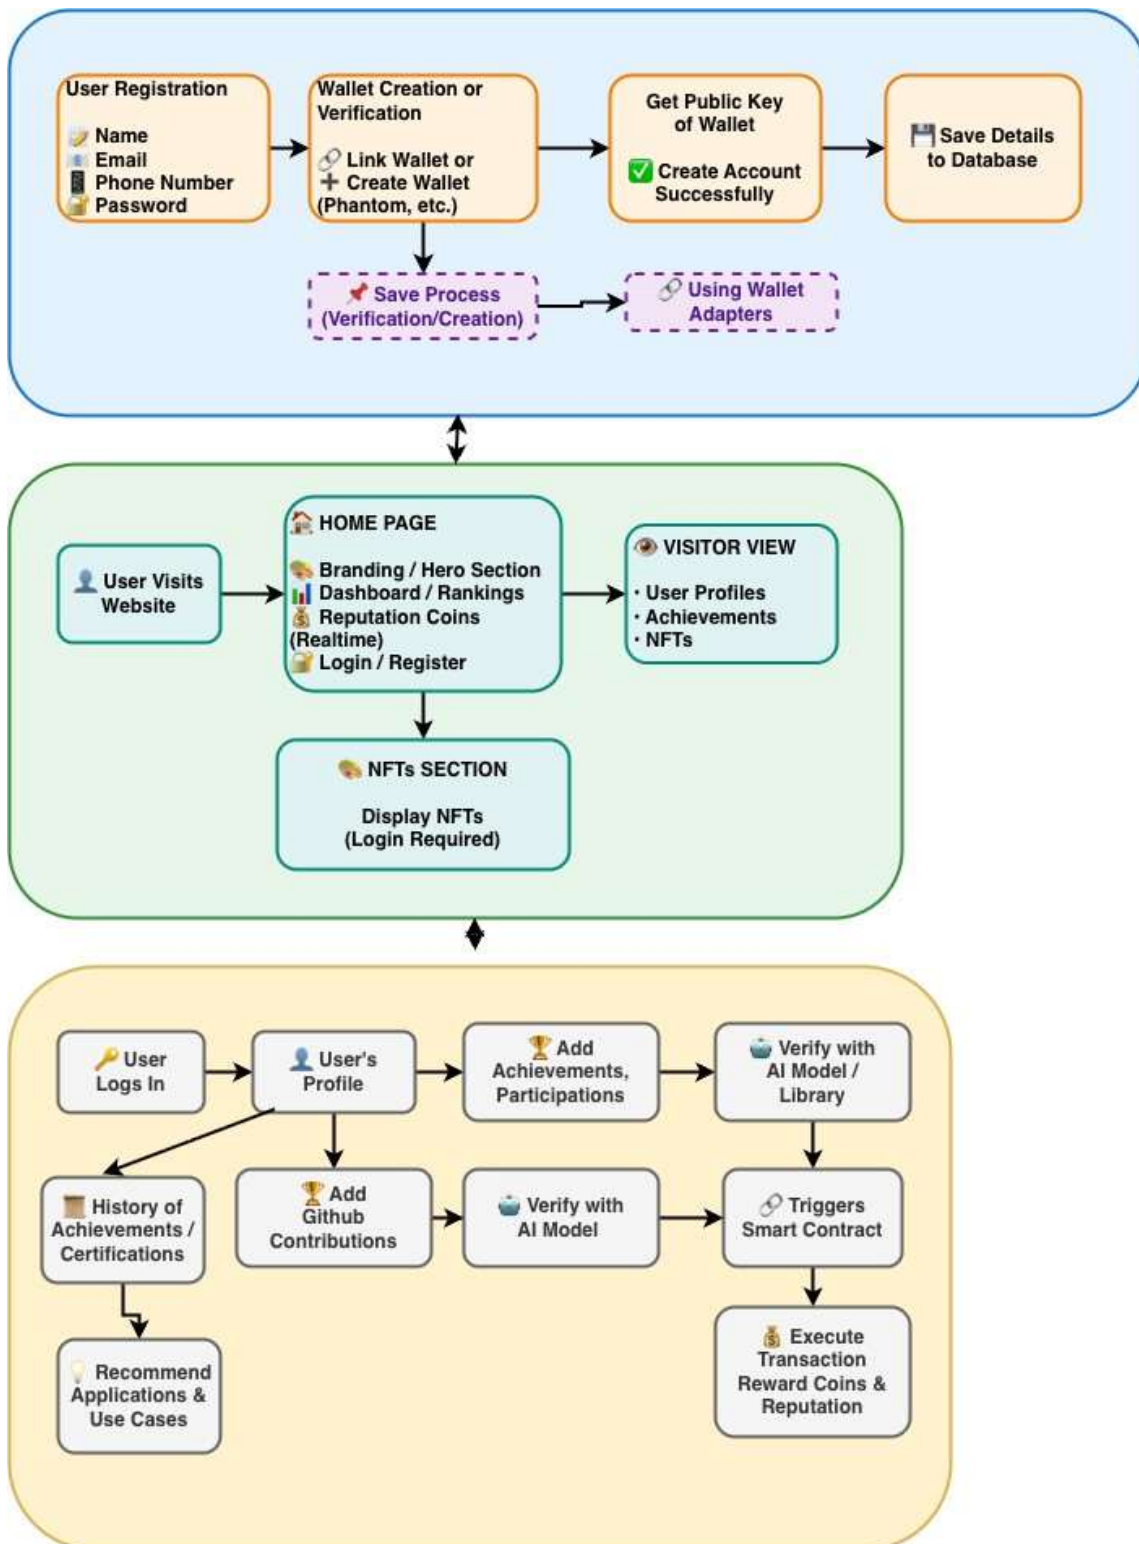 User Registration
Name
Email
Phone Number
Password
Wallet Creation or
Verification
Link Wallet or
Create Wallet
(Phantom, etc.)
Get Public Key
of Wallet
Create Account
Successfully
Save Details
to Database
Save Process
(Verification/Creation)
Using Wallet
Adapters
User Visits
Website
HOME PAGE
Branding / Hero Section
Dashboard / Rankings
Reputation Coins
(Realtime)
Login / Register
VISITOR VIEW
· User Profiles
· Achievements
· NFTs
NFTs SECTION
Display NFTs
(Login Required)
User
Logs In
User's
Profile
Add
Achievements,
Participations
Verify with
AI Model /
Library
History of
Achievements /
Certifications
Add
Github
Contributions
Verify with
AI Model
Triggers
Smart Contract
Recommend
Applications &
Use Cases
Execute
Transaction
Reward Coins &
Reputation